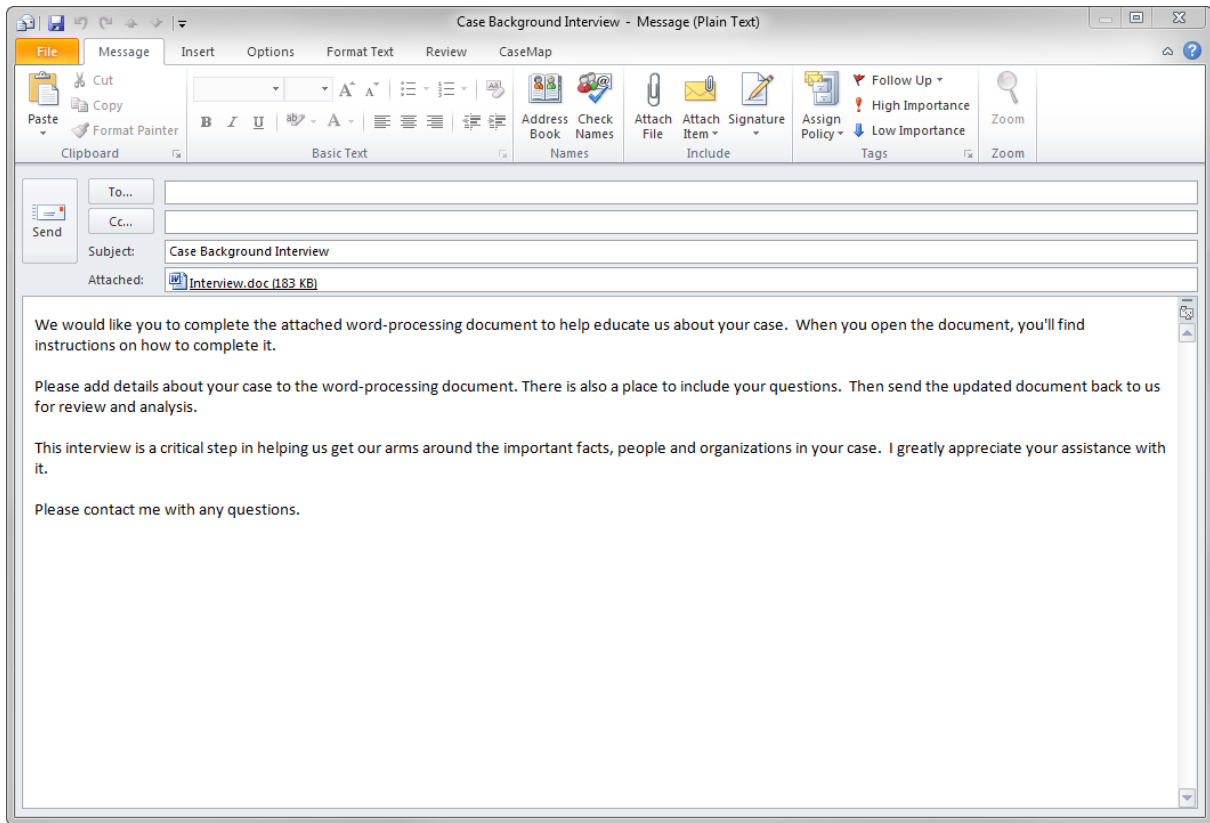 Case Background Interview - Message (Plain Text)
File Message Insert Options Format Text Review CaseMap
Paste
Cut
Copy
Format Painter
Clipboard
B I U
Basic Text
Address Book
Check Names
Names
Attach File
Attach Item
Signature
Include
Assign Policy
Follow Up
High Importance
Low Importance
Tags
Zoom
Zoom
Send
To...
Cc...
Subject: Case Background Interview
Attached: Interview.doc (183 KB)
We would like you to complete the attached word-processing document to help educate us about your case.  When you open the document, you'll find
instructions on how to complete it.
Please add details about your case to the word-processing document. There is also a place to include your questions.  Then send the updated document back to us
for review and analysis.
This interview is a critical step in helping us get our arms around the important facts, people and organizations in your case.  I greatly appreciate your assistance with
it.
Please contact me with any questions.